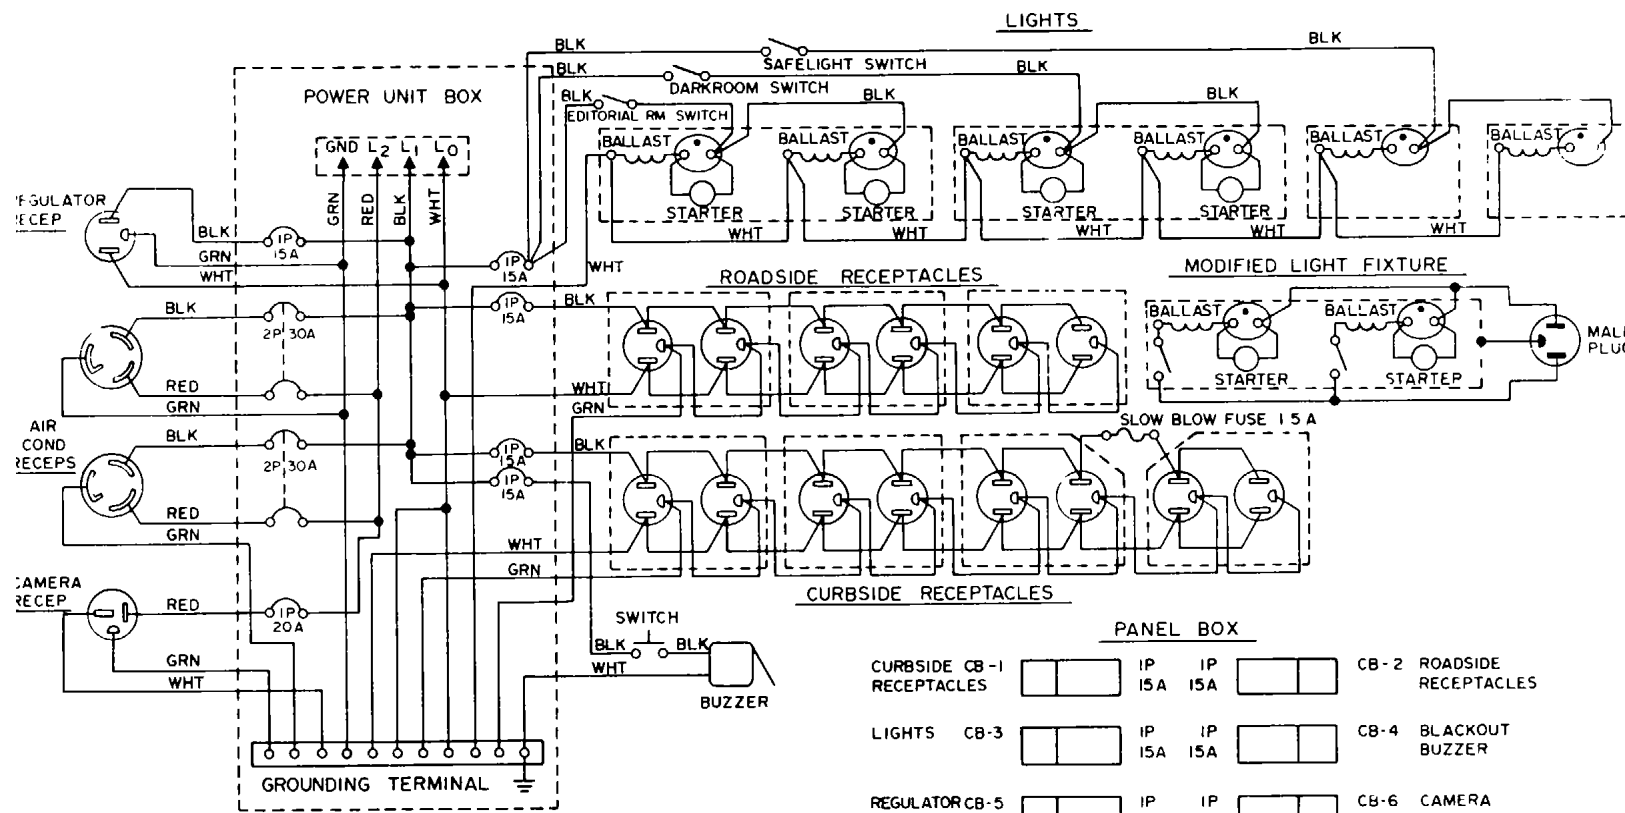 LIGHTS
BLK
SAFELIGHT SWITCH
BLK
BLK
DARKROOM SWITCH
BLK
BLK
EDITORIAL RM SWITCH
BLK
BLK
POWER UNIT BOX
GND L2 L1 L0
GRN
RED
BLK
WHT
BALLAST
STARTER
BALLAST
STARTER
BALLAST
STARTER
BALLAST
STARTER
BALLAST
BALLAST
WHT
WHT
WHT
WHT
WHT
WHT
EGULATOR
ECEP
BLK
GRN
WHT
1P
15A
1P
15A
1P
15A
BLK
ROADSIDE RECEPTACLES
MODIFIED LIGHT FIXTURE
BALLAST
STARTER
BALLAST
STARTER
MAL
PLU
BLK
2P 30A
RED
GRN
WHT
GRN
AIR
COND
RECEPS
BLK
2P 30A
RED
GRN
1P
15A
1P
15A
BLK
SLOW BLOW FUSE 1.5 A
WHT
GRN
CURBSIDE RECEPTACLES
CAMERA
RECEP
RED
1P
20A
GRN
WHT
SWITCH
BLK
BLK
WHT
BUZZER
GROUNDING TERMINAL
PANEL BOX
CURBSIDE CB-1 1P 1P CB-2 ROADSIDE
RECEPTACLES 15A 15A RECEPTACLES
LIGHTS CB-3 1P 1P CB-4 BLACKOUT
15A 15A BUZZER
REGULATOR CB-5 1P 1P CB-6 CAMERA